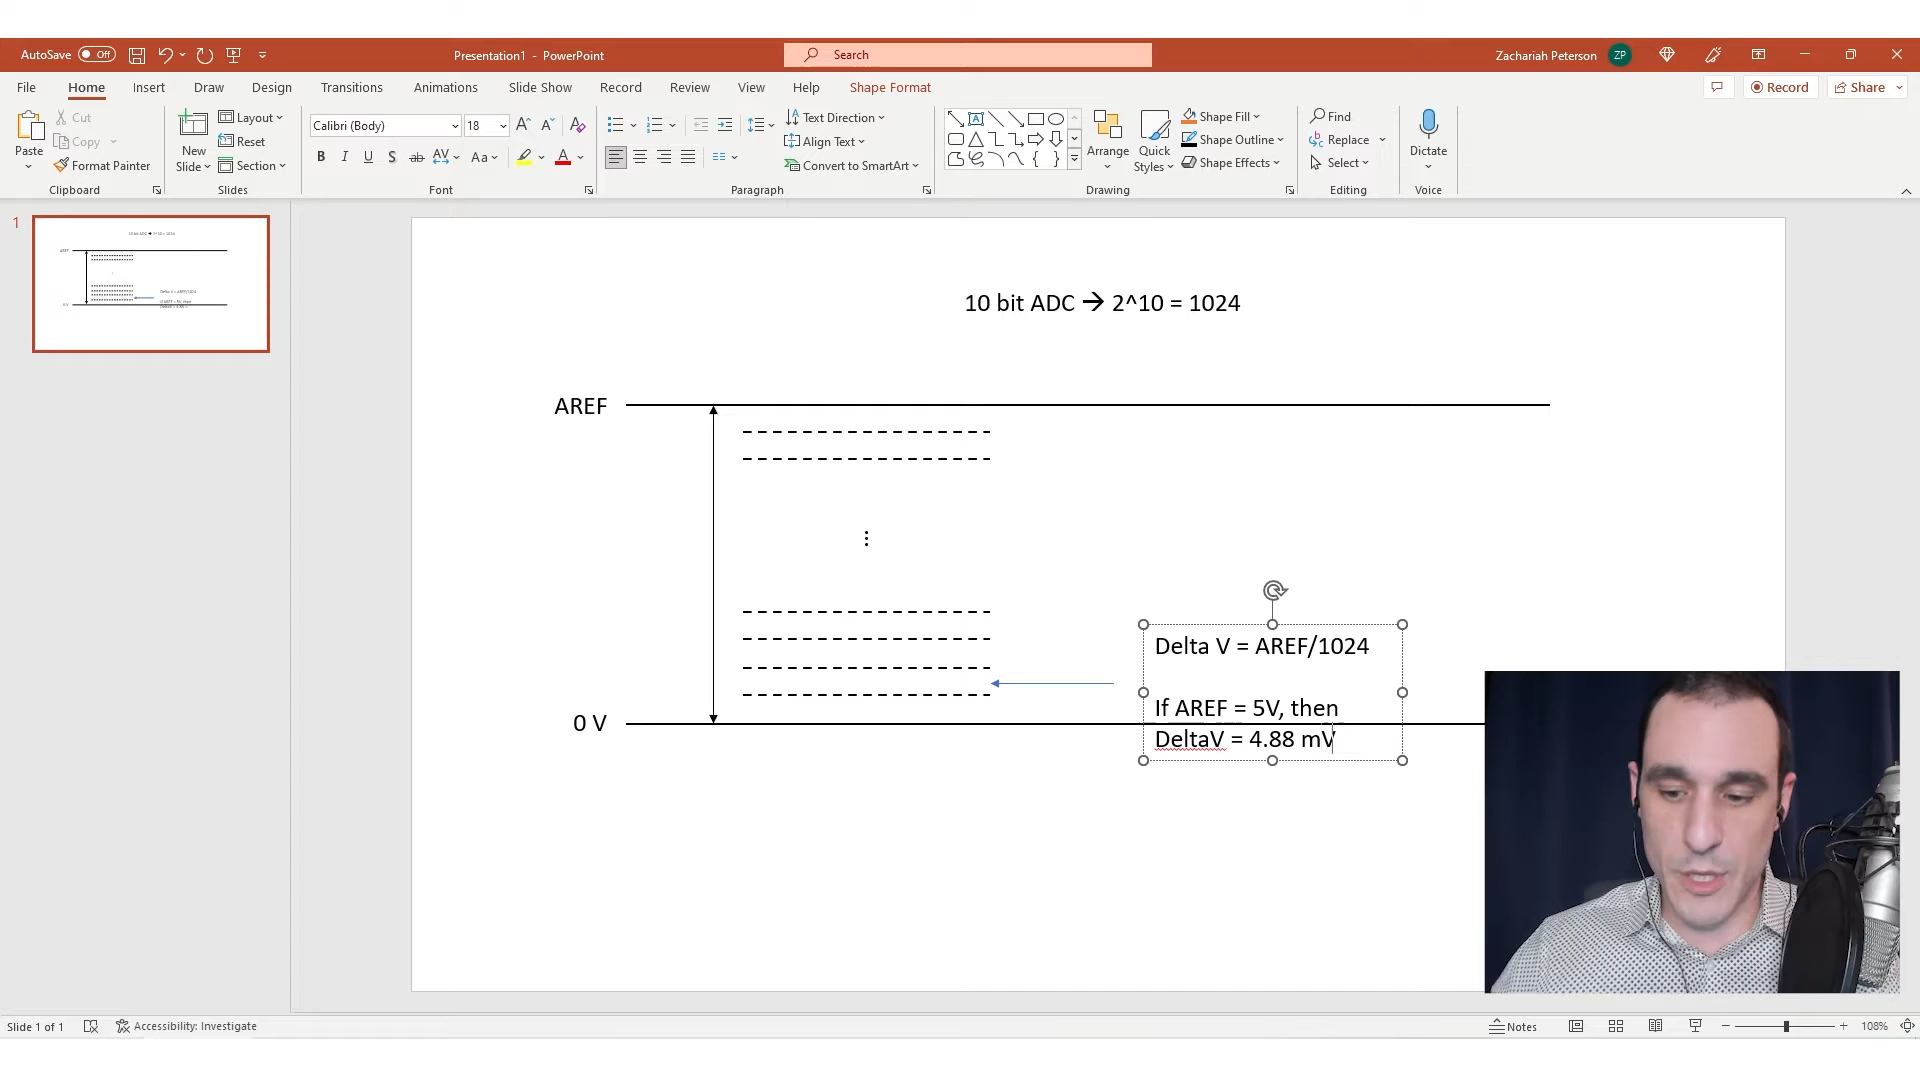 AutoSave Off
Presentation1 - PowerPoint
Search
Zachariah Peterson ZP
File Home Insert Draw Design Transitions Animations Slide Show Record Review View Help Shape Format
Record Share
Paste
Cut
Copy
Format Painter
Clipboard
New Slide
Layout
Reset
Section
Slides
Calibri (Body) 18
B I U S ab AV Aa A
Font
Text Direction
Align Text
Convert to SmartArt
Paragraph
Arrange
Quick Styles
Shape Fill
Shape Outline
Shape Effects
Drawing
Find
Replace
Select
Editing
Dictate
Voice
1
10 bit ADC → 2^10 = 1024
AREF
Delta V = AREF/1024
If AREF = 5V, then
0 V
DeltaV = 4.88 mV
Slide 1 of 1
Accessibility: Investigate
Notes
108%